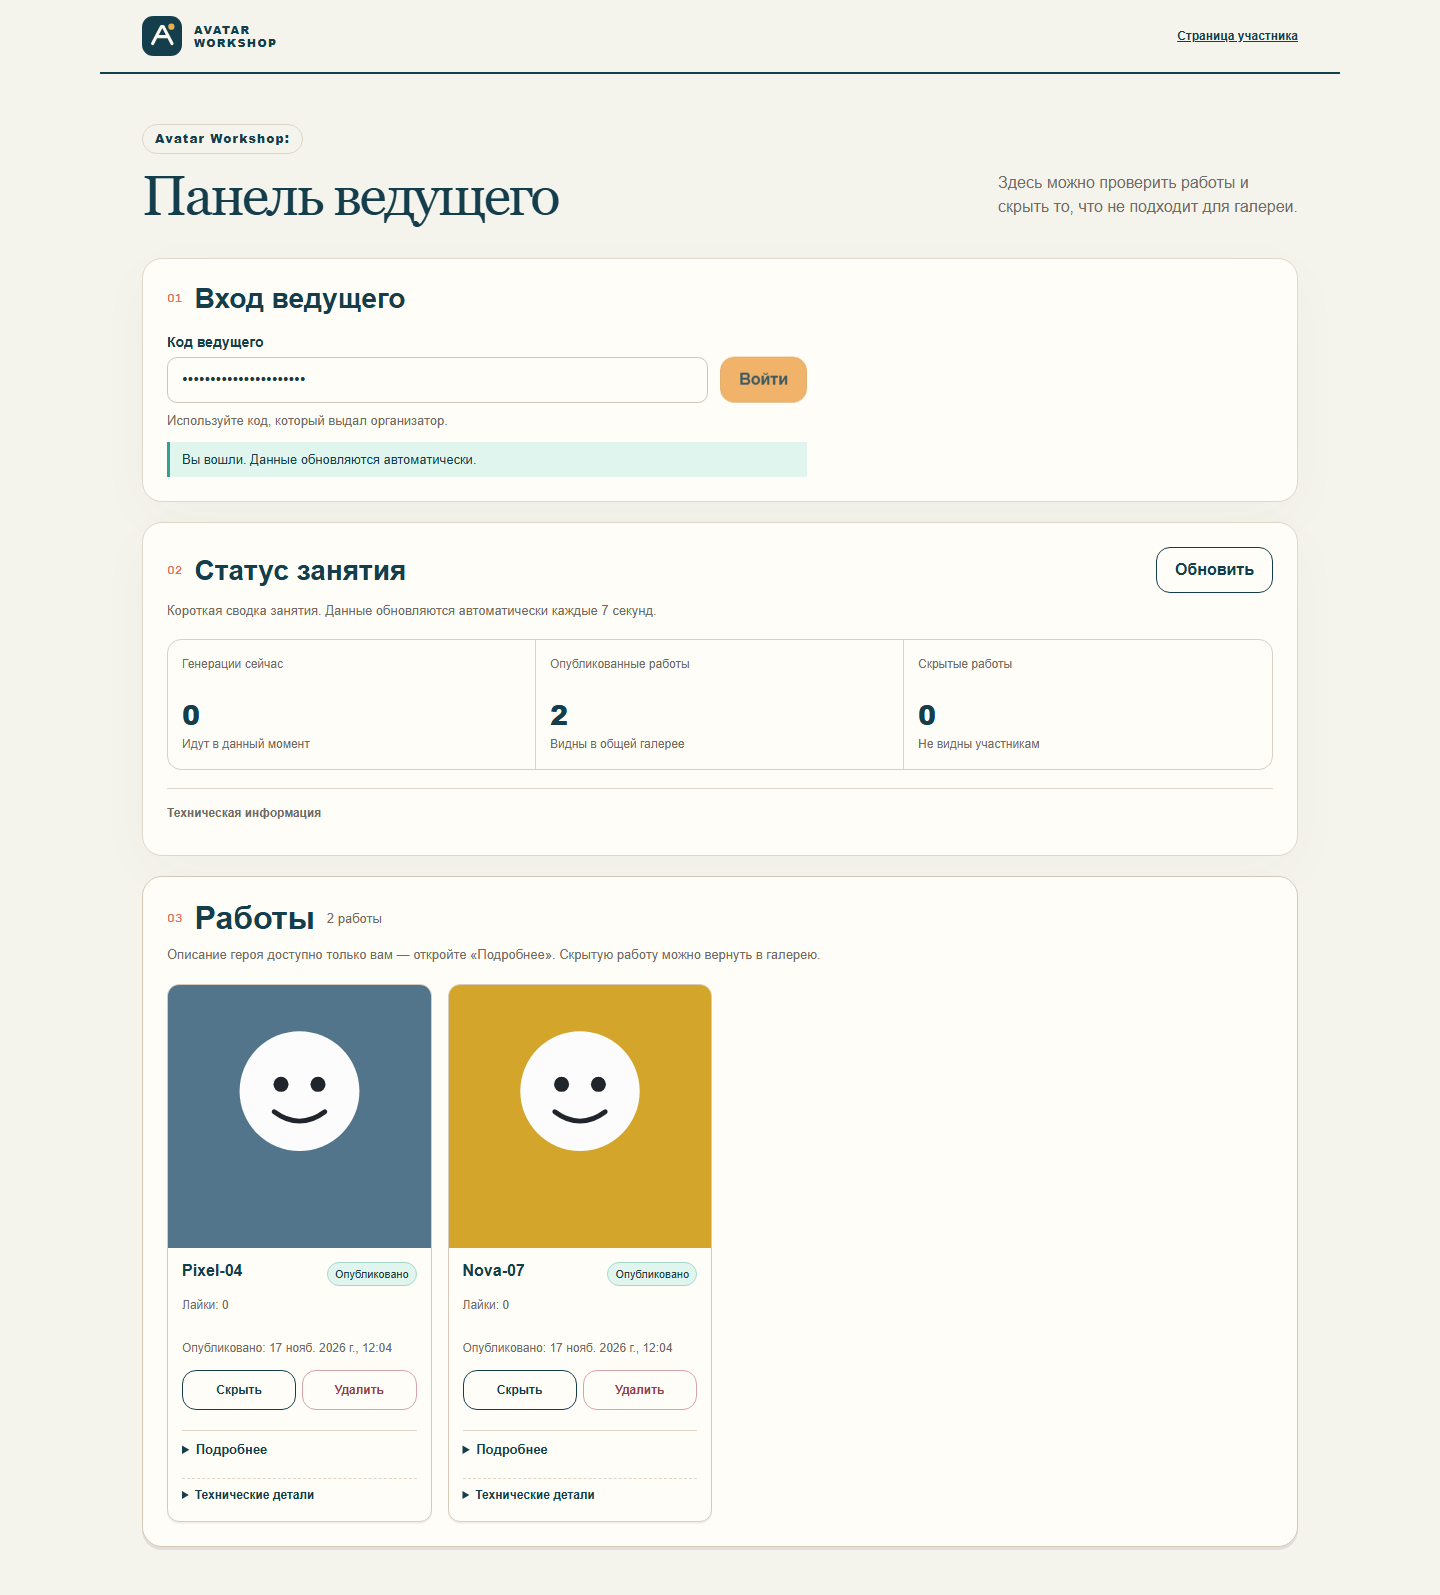 AVATAR
WORKSHOP
Страница участника
Avatar Workshop:
Панель ведущего
Здесь можно проверить работы и
скрыть то, что не подходит для галереи.
01 Вход ведущего
Код ведущего
••••••••••••••••••••••
Войти
Используйте код, который выдал организатор.
Вы вошли. Данные обновляются автоматически.
02 Статус занятия
Обновить
Короткая сводка занятия. Данные обновляются автоматически каждые 7 секунд.
Генерации сейчас
0
Идут в данный момент
Опубликованные работы
2
Видны в общей галерее
Скрытые работы
0
Не видны участникам
Техническая информация
03 Работы 2 работы
Описание героя доступно только вам — откройте «Подробнее». Скрытую работу можно вернуть в галерею.
Pixel-04 Опубликовано
Лайки: 0
Опубликовано: 17 нояб. 2026 г., 12:04
Скрыть Удалить
Подробнее
Технические детали
Nova-07 Опубликовано
Лайки: 0
Опубликовано: 17 нояб. 2026 г., 12:04
Скрыть Удалить
Подробнее
Технические детали